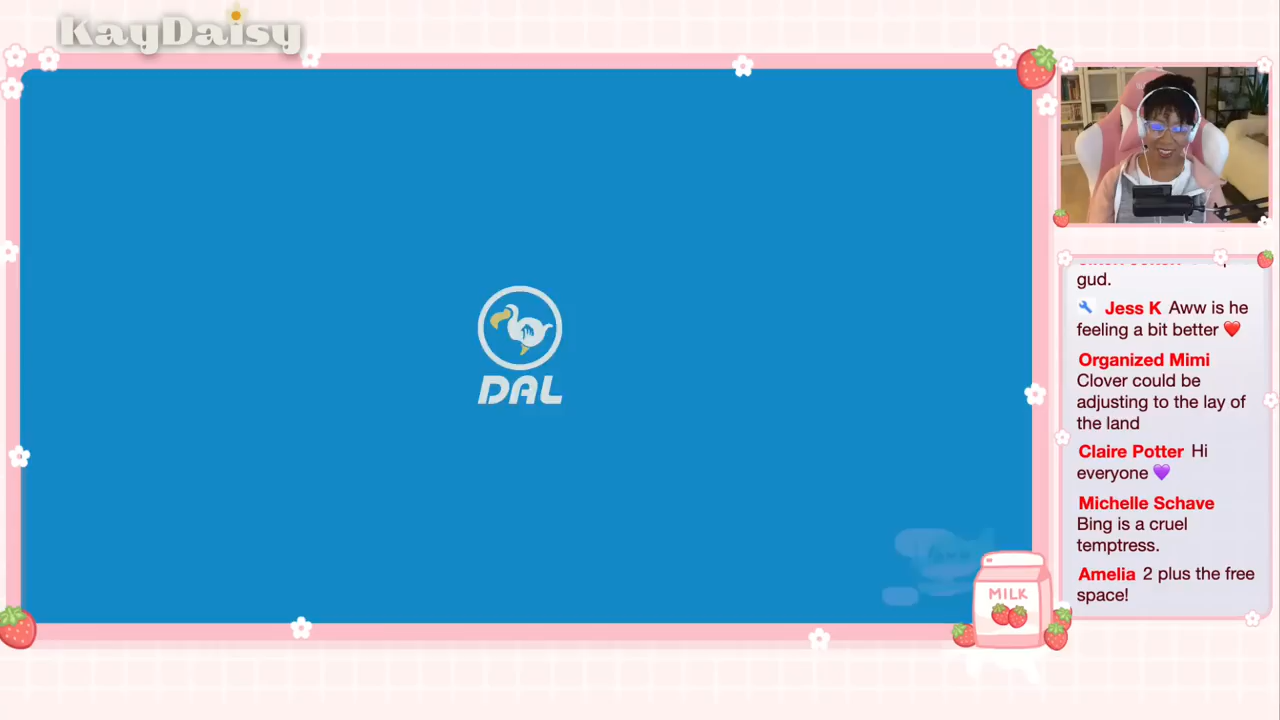 KayDaisy
DAL
MILK
gud.
Jess K Aww is he
feeling a bit better ❤️
Organized Mimi
Clover could be
adjusting to the lay of
the land
Claire Potter Hi
everyone 💜
Michelle Schave
Bing is a cruel
temptress.
Amelia 2 plus the free
space!